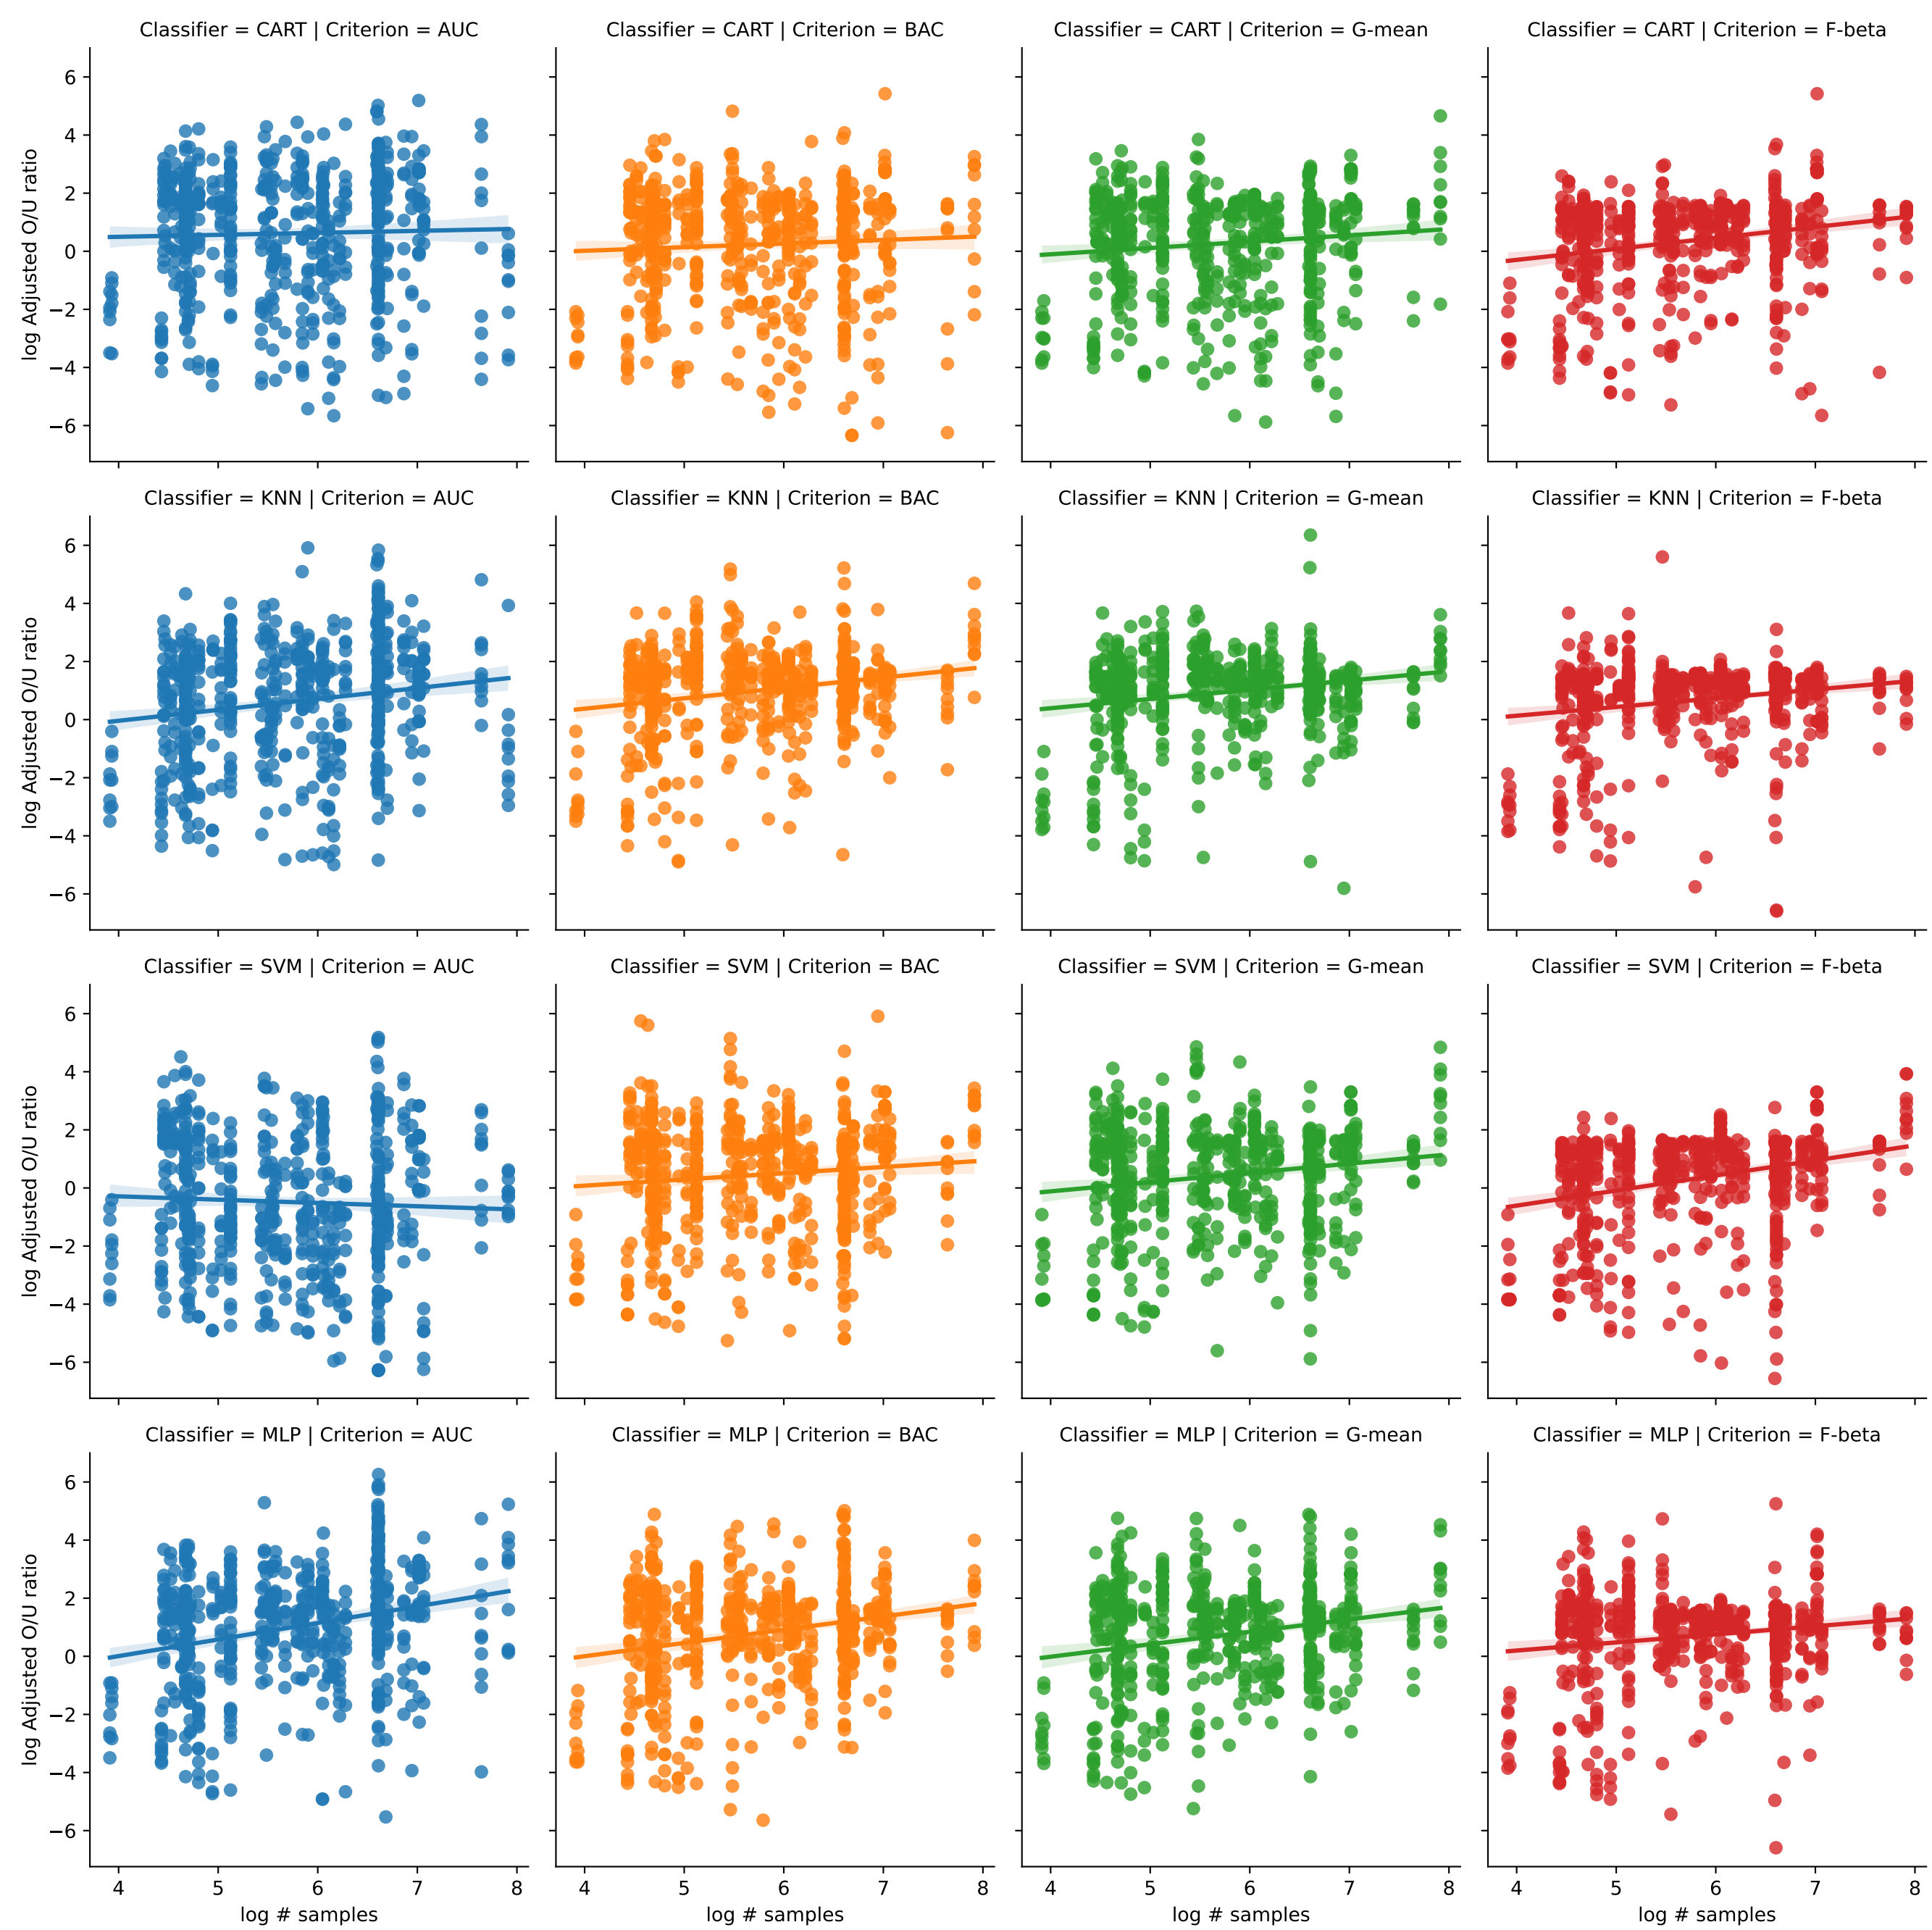 Classifier = CART | Criterion = AUC
Classifier = CART | Criterion = BAC
Classifier = CART | Criterion = G-mean
Classifier = CART | Criterion = F-beta
log Adjusted O/U ratio
6
4
2
0
−2
−4
−6
Classifier = KNN | Criterion = AUC
Classifier = KNN | Criterion = BAC
Classifier = KNN | Criterion = G-mean
Classifier = KNN | Criterion = F-beta
log Adjusted O/U ratio
6
4
2
0
−2
−4
−6
Classifier = SVM | Criterion = AUC
Classifier = SVM | Criterion = BAC
Classifier = SVM | Criterion = G-mean
Classifier = SVM | Criterion = F-beta
log Adjusted O/U ratio
6
4
2
0
−2
−4
−6
Classifier = MLP | Criterion = AUC
Classifier = MLP | Criterion = BAC
Classifier = MLP | Criterion = G-mean
Classifier = MLP | Criterion = F-beta
log Adjusted O/U ratio
6
4
2
0
−2
−4
−6
4 5 6 7 8
4 5 6 7 8
4 5 6 7 8
4 5 6 7 8
log # samples
log # samples
log # samples
log # samples